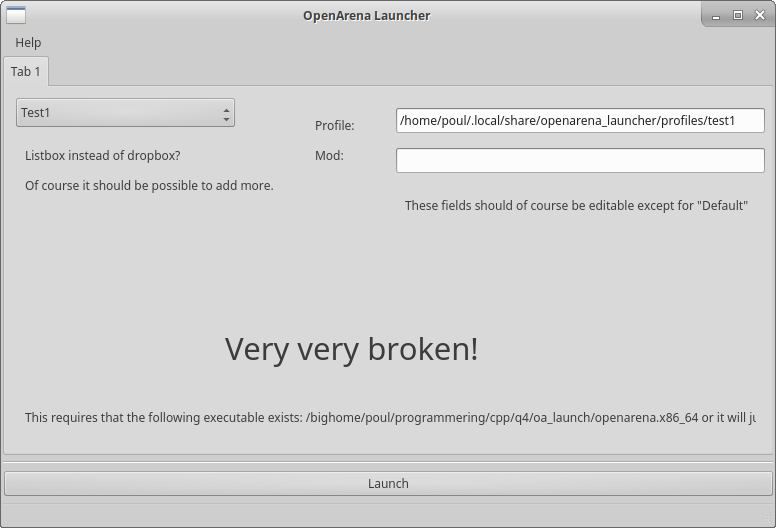 OpenArena Launcher
Help
Tab 1
Test1
Profile: /home/poul/.local/share/openarena_launcher/profiles/test1
Listbox instead of dropbox?
Mod:
Of course it should be possible to add more.
These fields should of course be editable except for "Default"
Very very broken!
This requires that the following executable exists: /bighome/poul/programmering/cpp/q4/oa_launch/openarena.x86_64 or it will
Launch